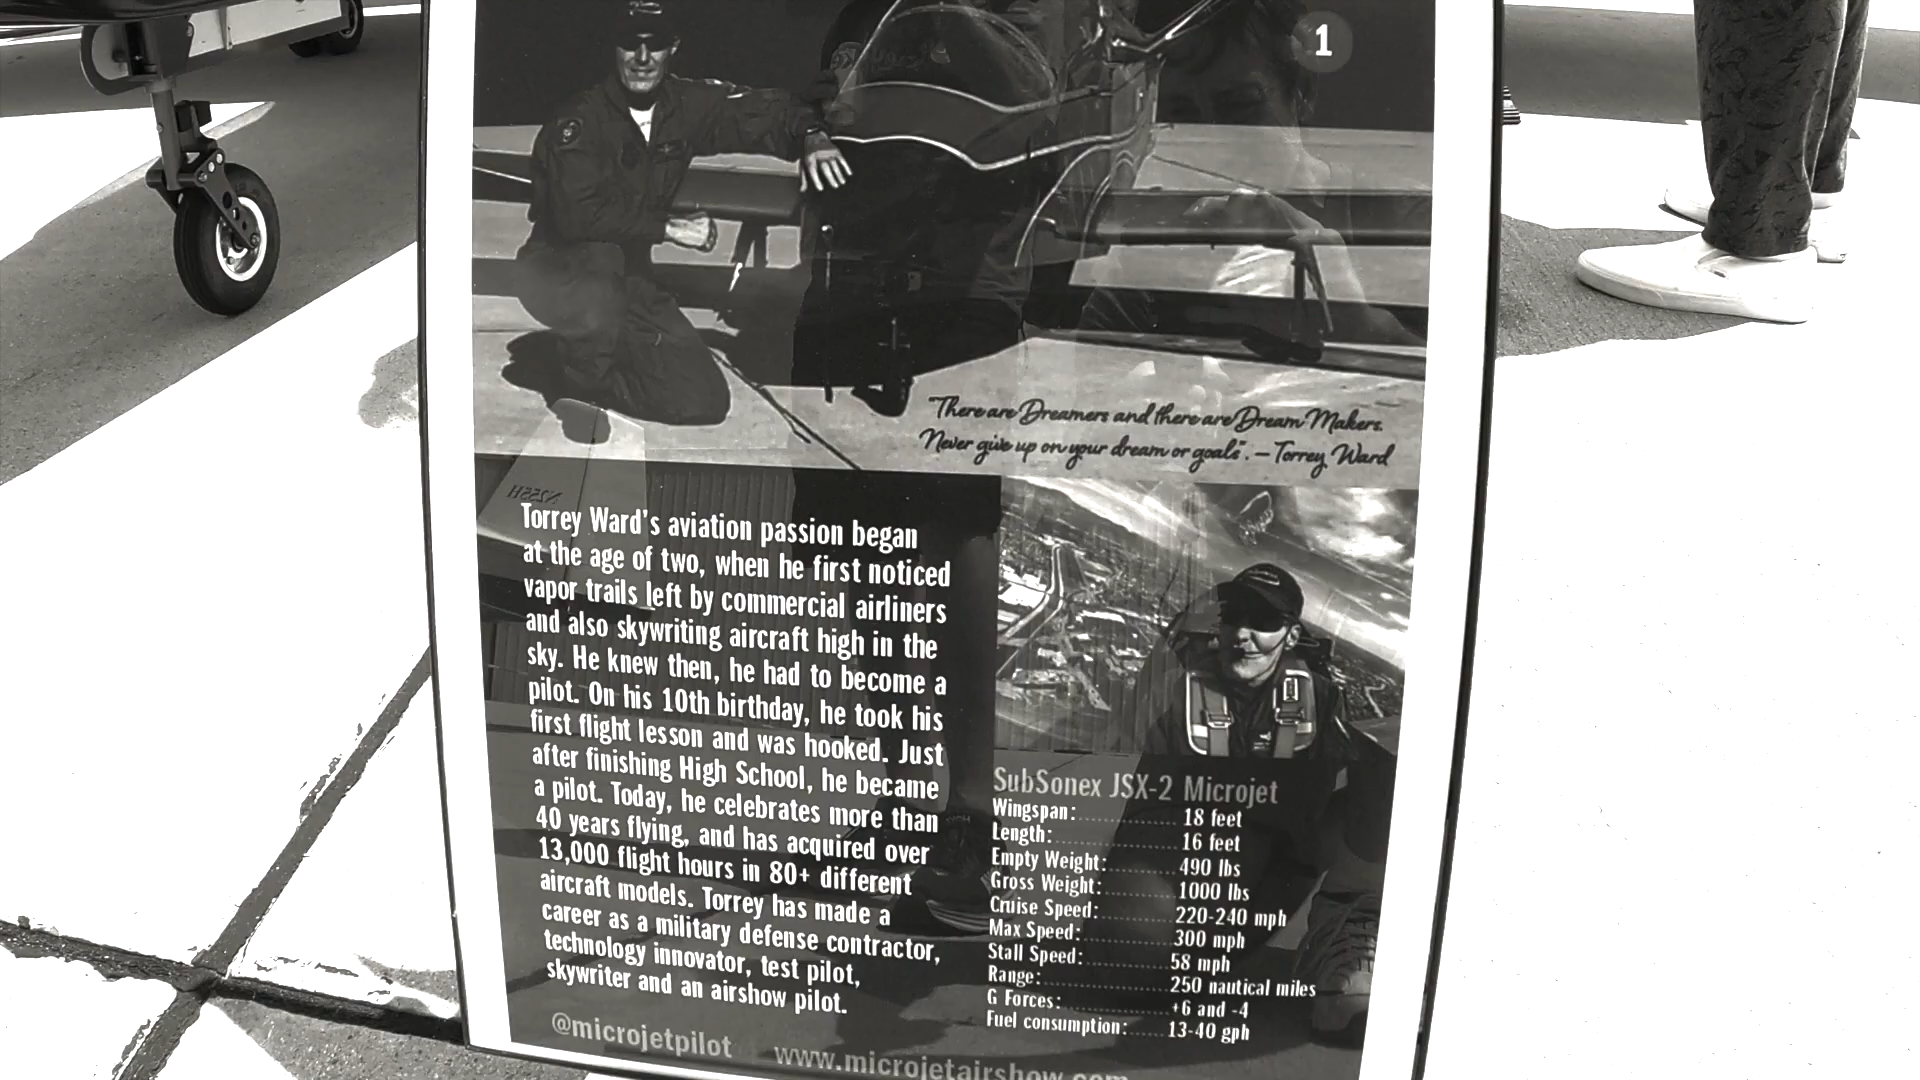 1
"There are Dreamers and there are Dream Makers.
Never give up on your dream or goals". – Torrey Ward
N255H
Torrey Ward's aviation passion began
at the age of two, when he first noticed
vapor trails left by commercial airliners
and also skywriting aircraft high in the
sky. He knew then, he had to become a
pilot. On his 10th birthday, he took his
first flight lesson and was hooked. Just
after finishing High School, he became
a pilot. Today, he celebrates more than
40 years flying, and has acquired over
13,000 flight hours in 80+ different
aircraft models. Torrey has made a
career as a military defense contractor,
technology innovator, test pilot,
skywriter and an airshow pilot.
SubSonex JSX-2 Microjet
Wingspan: 18 feet
Length: 16 feet
Empty Weight: 490 lbs
Gross Weight: 1000 lbs
Cruise Speed: 220-240 mph
Max Speed: 300 mph
Stall Speed: 58 mph
Range: 250 nautical miles
G Forces: +6 and -4
Fuel consumption: 13-40 gph
@microjetpilot www.microjetairshow.com